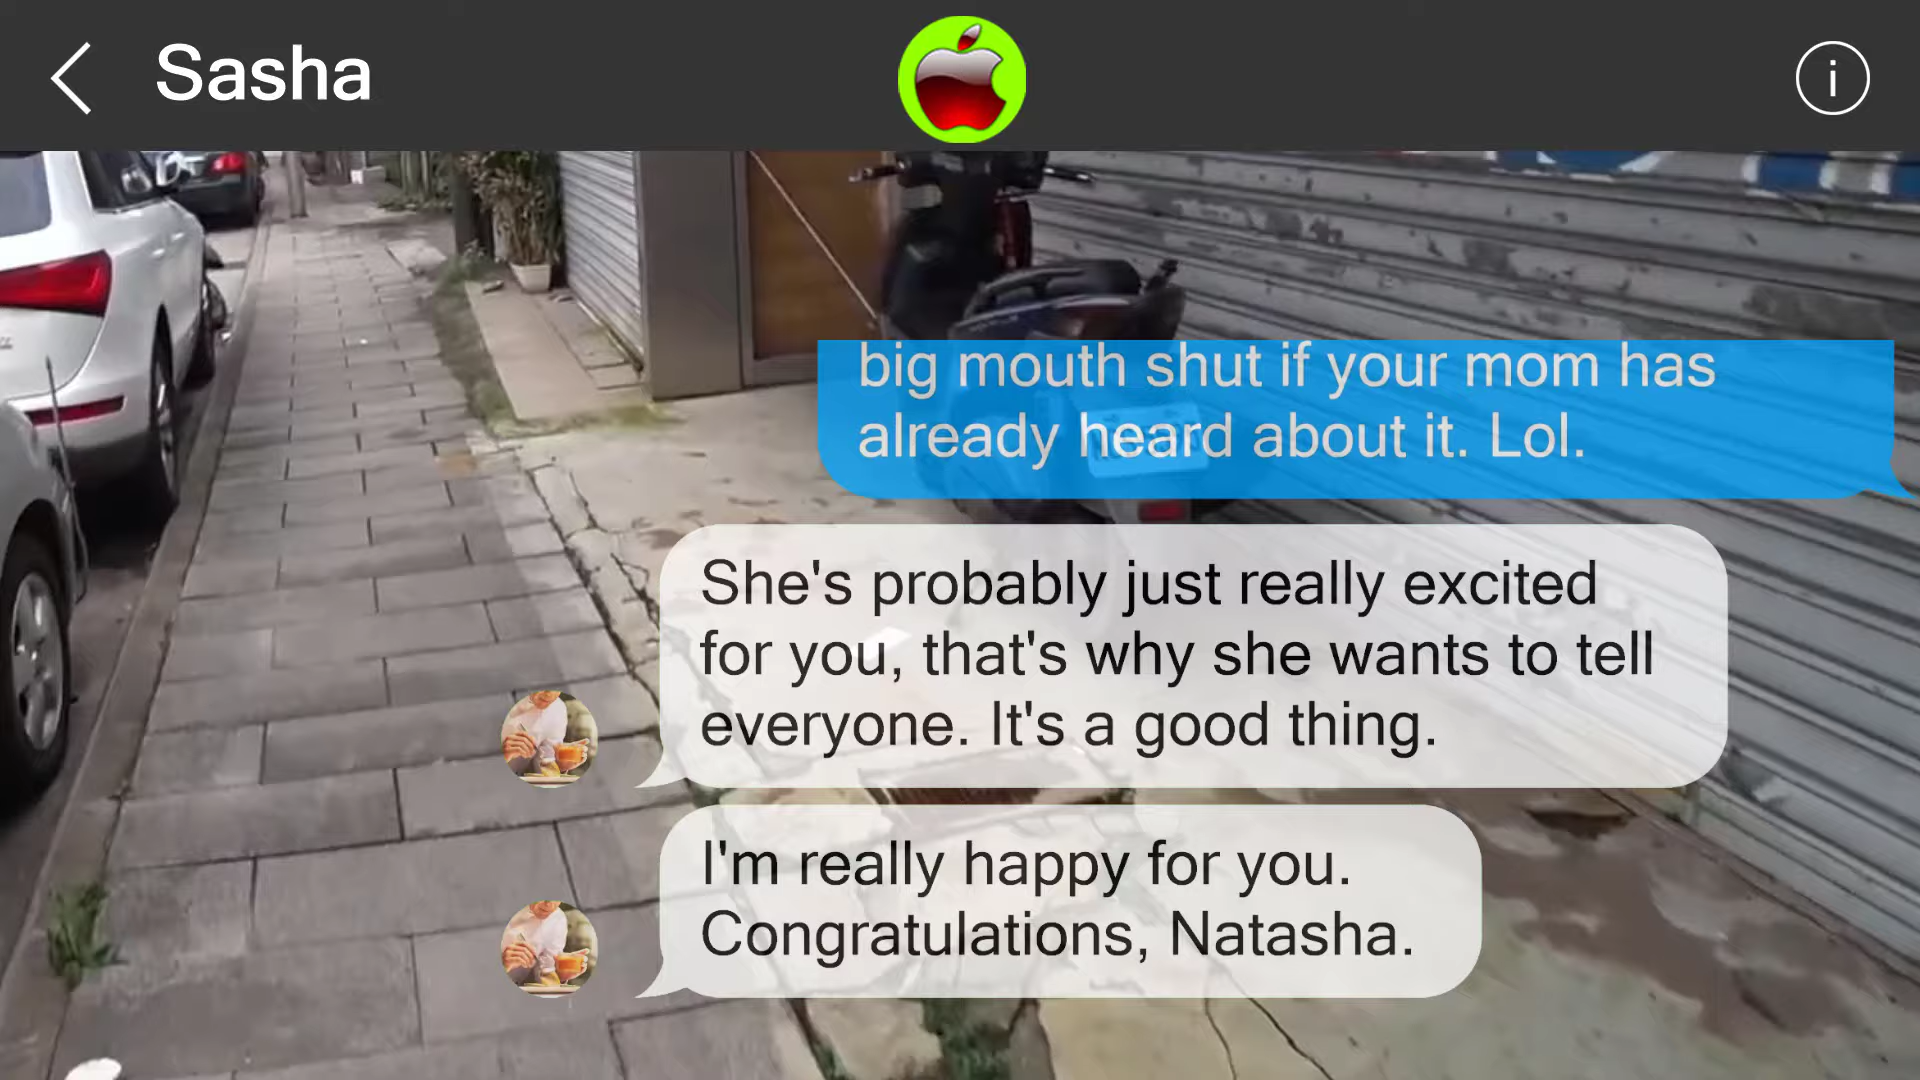 Sasha
big mouth shut if your mom has
already heard about it. Lol.
She's probably just really excited
for you, that's why she wants to tell
everyone. It's a good thing.
I'm really happy for you.
Congratulations, Natasha.